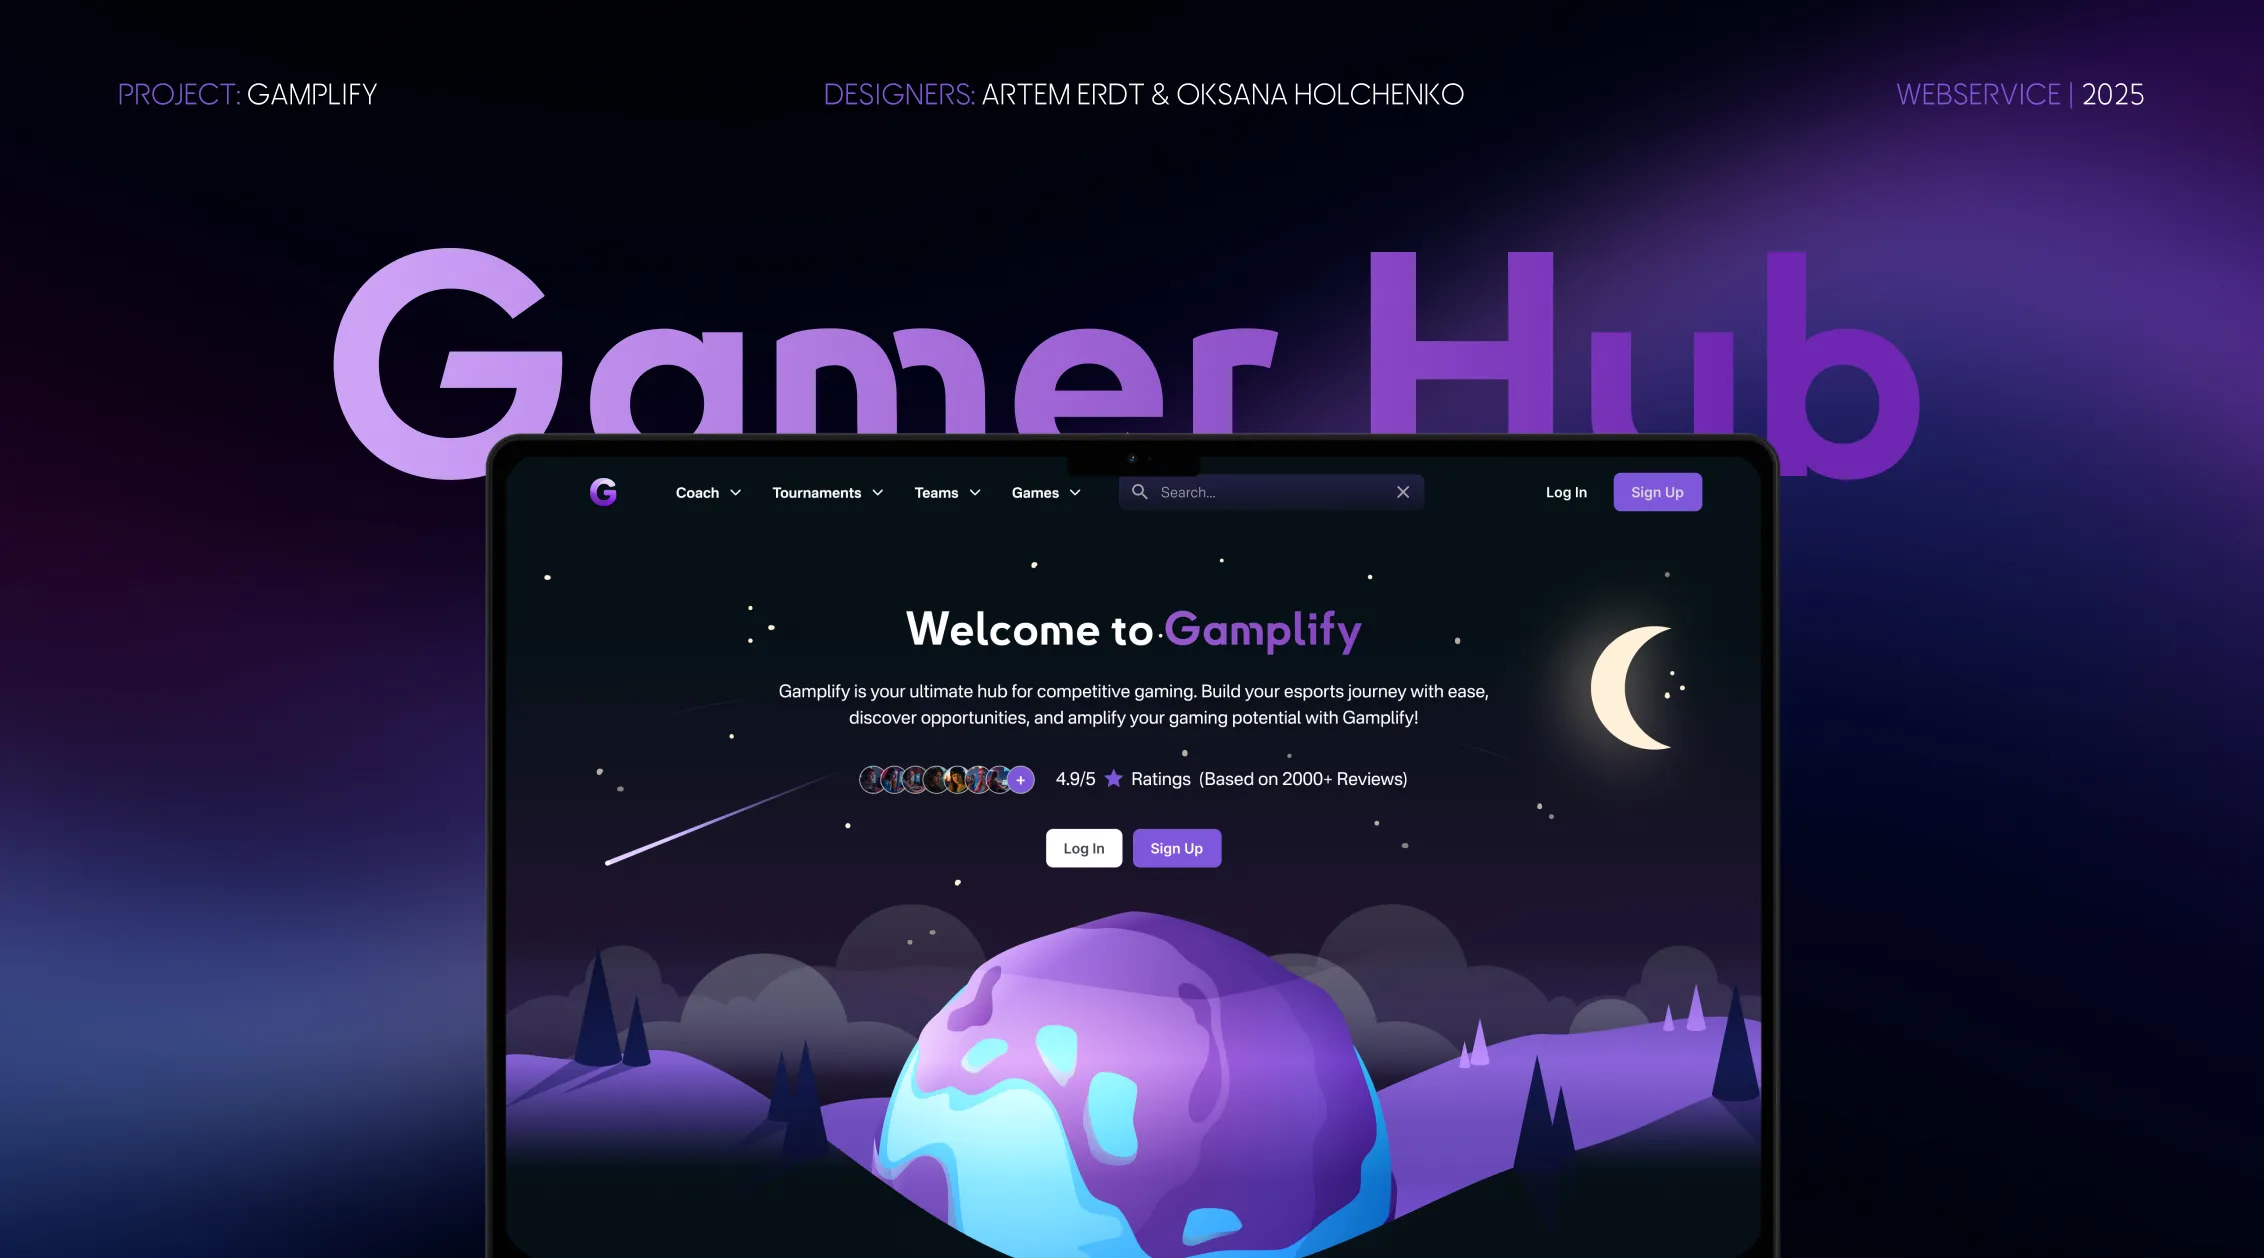 PROJECT: GAMPLIFY
DESIGNERS: ARTEM ERDT & OKSANA HOLCHENKO
WEBSERVICE | 2025
Gamer Hub
G
Coach
Tournaments
Teams
Games
Search...
Log In
Sign Up
Welcome to Gamplify
Gamplify is your ultimate hub for competitive gaming. Build your esports journey with ease,
discover opportunities, and amplify your gaming potential with Gamplify!
+
4.9/5 ★ Ratings (Based on 2000+ Reviews)
Log In
Sign Up